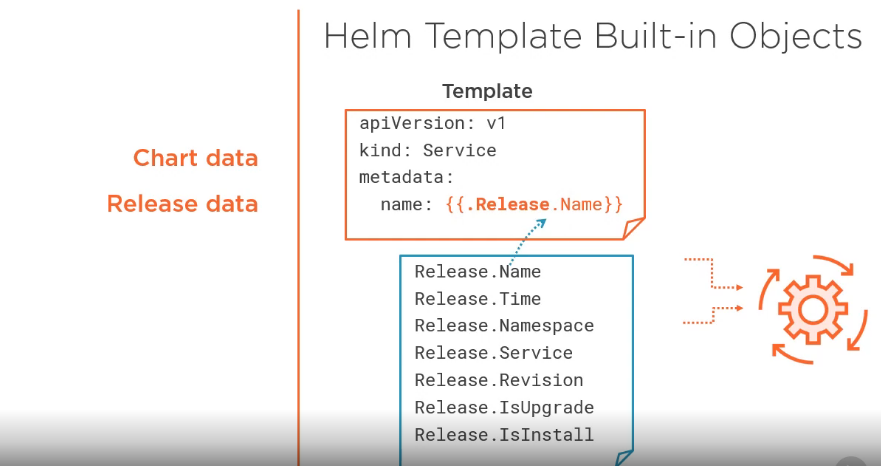 Helm Template Built-in Objects
Chart data
Release data
Template
apiVersion: v1
kind: Service
metadata:
  name: {{.Release.Name}}
Release.Name
Release.Time
Release.Namespace
Release.Service
Release.Revision
Release.IsUpgrade
Release.IsInstall